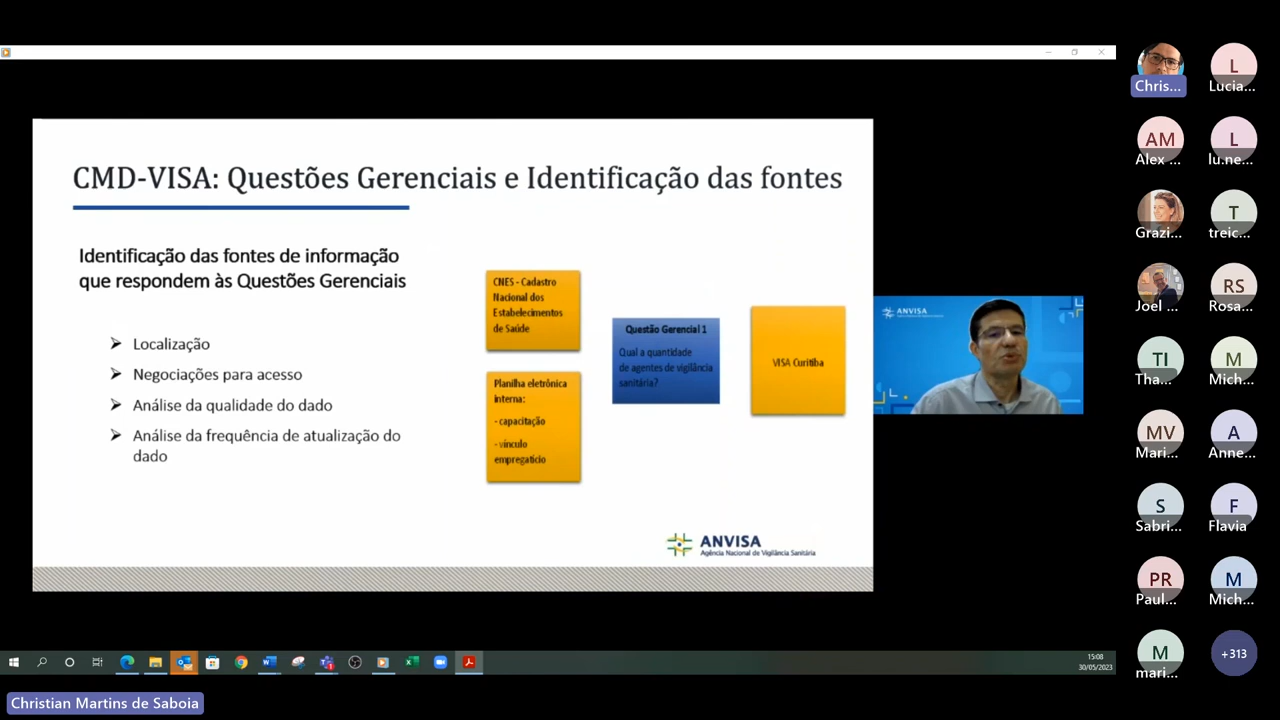 CMD-VISA: Questões Gerenciais e Identificação das fontes
Identificação das fontes de informação
que respondem às Questões Gerenciais
Localização
Negociações para acesso
Análise da qualidade do dado
Análise da frequência de atualização do
dado
CNES - Cadastro
Nacional dos
Estabelecimentos
de Saúde
Planilha eletrônica
interna:
- capacitação
- vínculo
empregatício
Questão Gerencial 1
Qual a quantidade
de agentes de vigilância
sanitária?
VISA Curitiba
ANVISA
Agência Nacional de Vigilância Sanitária
ANVISA
Chris...
L
Lucia...
AM
Alex ...
L
lu.ne...
Grazi...
T
treic...
Joel ...
RS
Rosa...
TI
Tha...
M
Mich...
MV
Mari...
A
Anne...
S
Sabri...
F
Flavia
PR
Paul...
M
Mich...
M
mari...
+313
15:08
30/05/2023
Christian Martins de Saboia